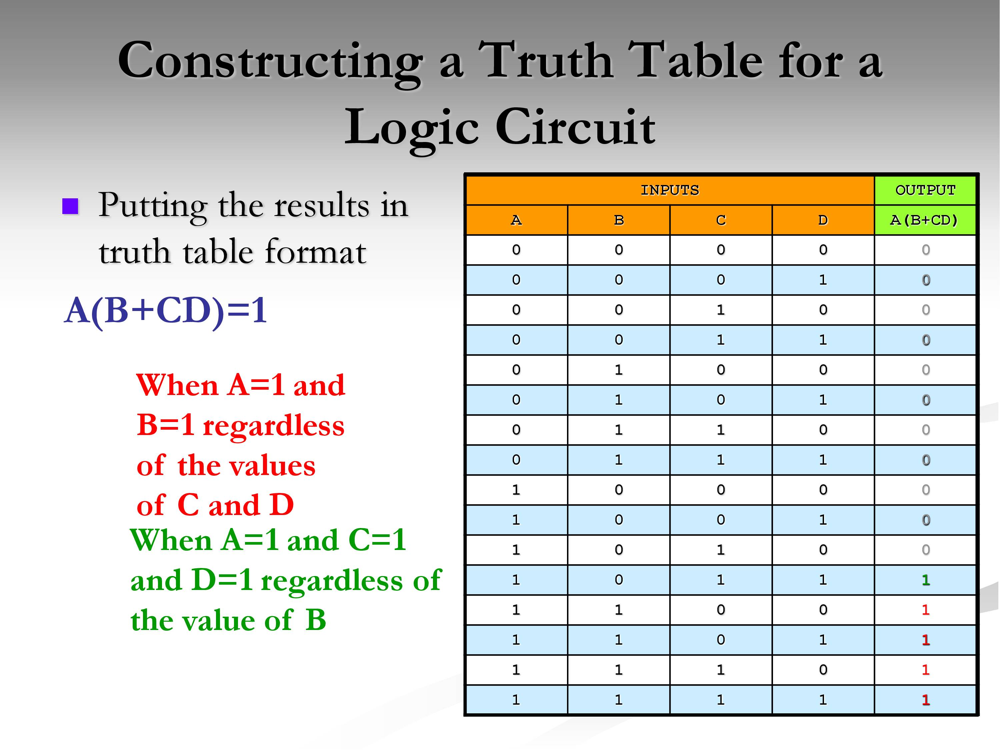 Constructing a Truth Table for a
Logic Circuit
Putting the results in
truth table format
A(B+CD)=1
When A=1 and
B=1 regardless
of the values
of C and D
When A=1 and C=1
and D=1 regardless of
the value of B
INPUTS OUTPUT
A B C D A(B+CD)
0 0 0 0 0
0 0 0 1 0
0 0 1 0 0
0 0 1 1 0
0 1 0 0 0
0 1 0 1 0
0 1 1 0 0
0 1 1 1 0
1 0 0 0 0
1 0 0 1 0
1 0 1 0 0
1 0 1 1 1
1 1 0 0 1
1 1 0 1 1
1 1 1 0 1
1 1 1 1 1